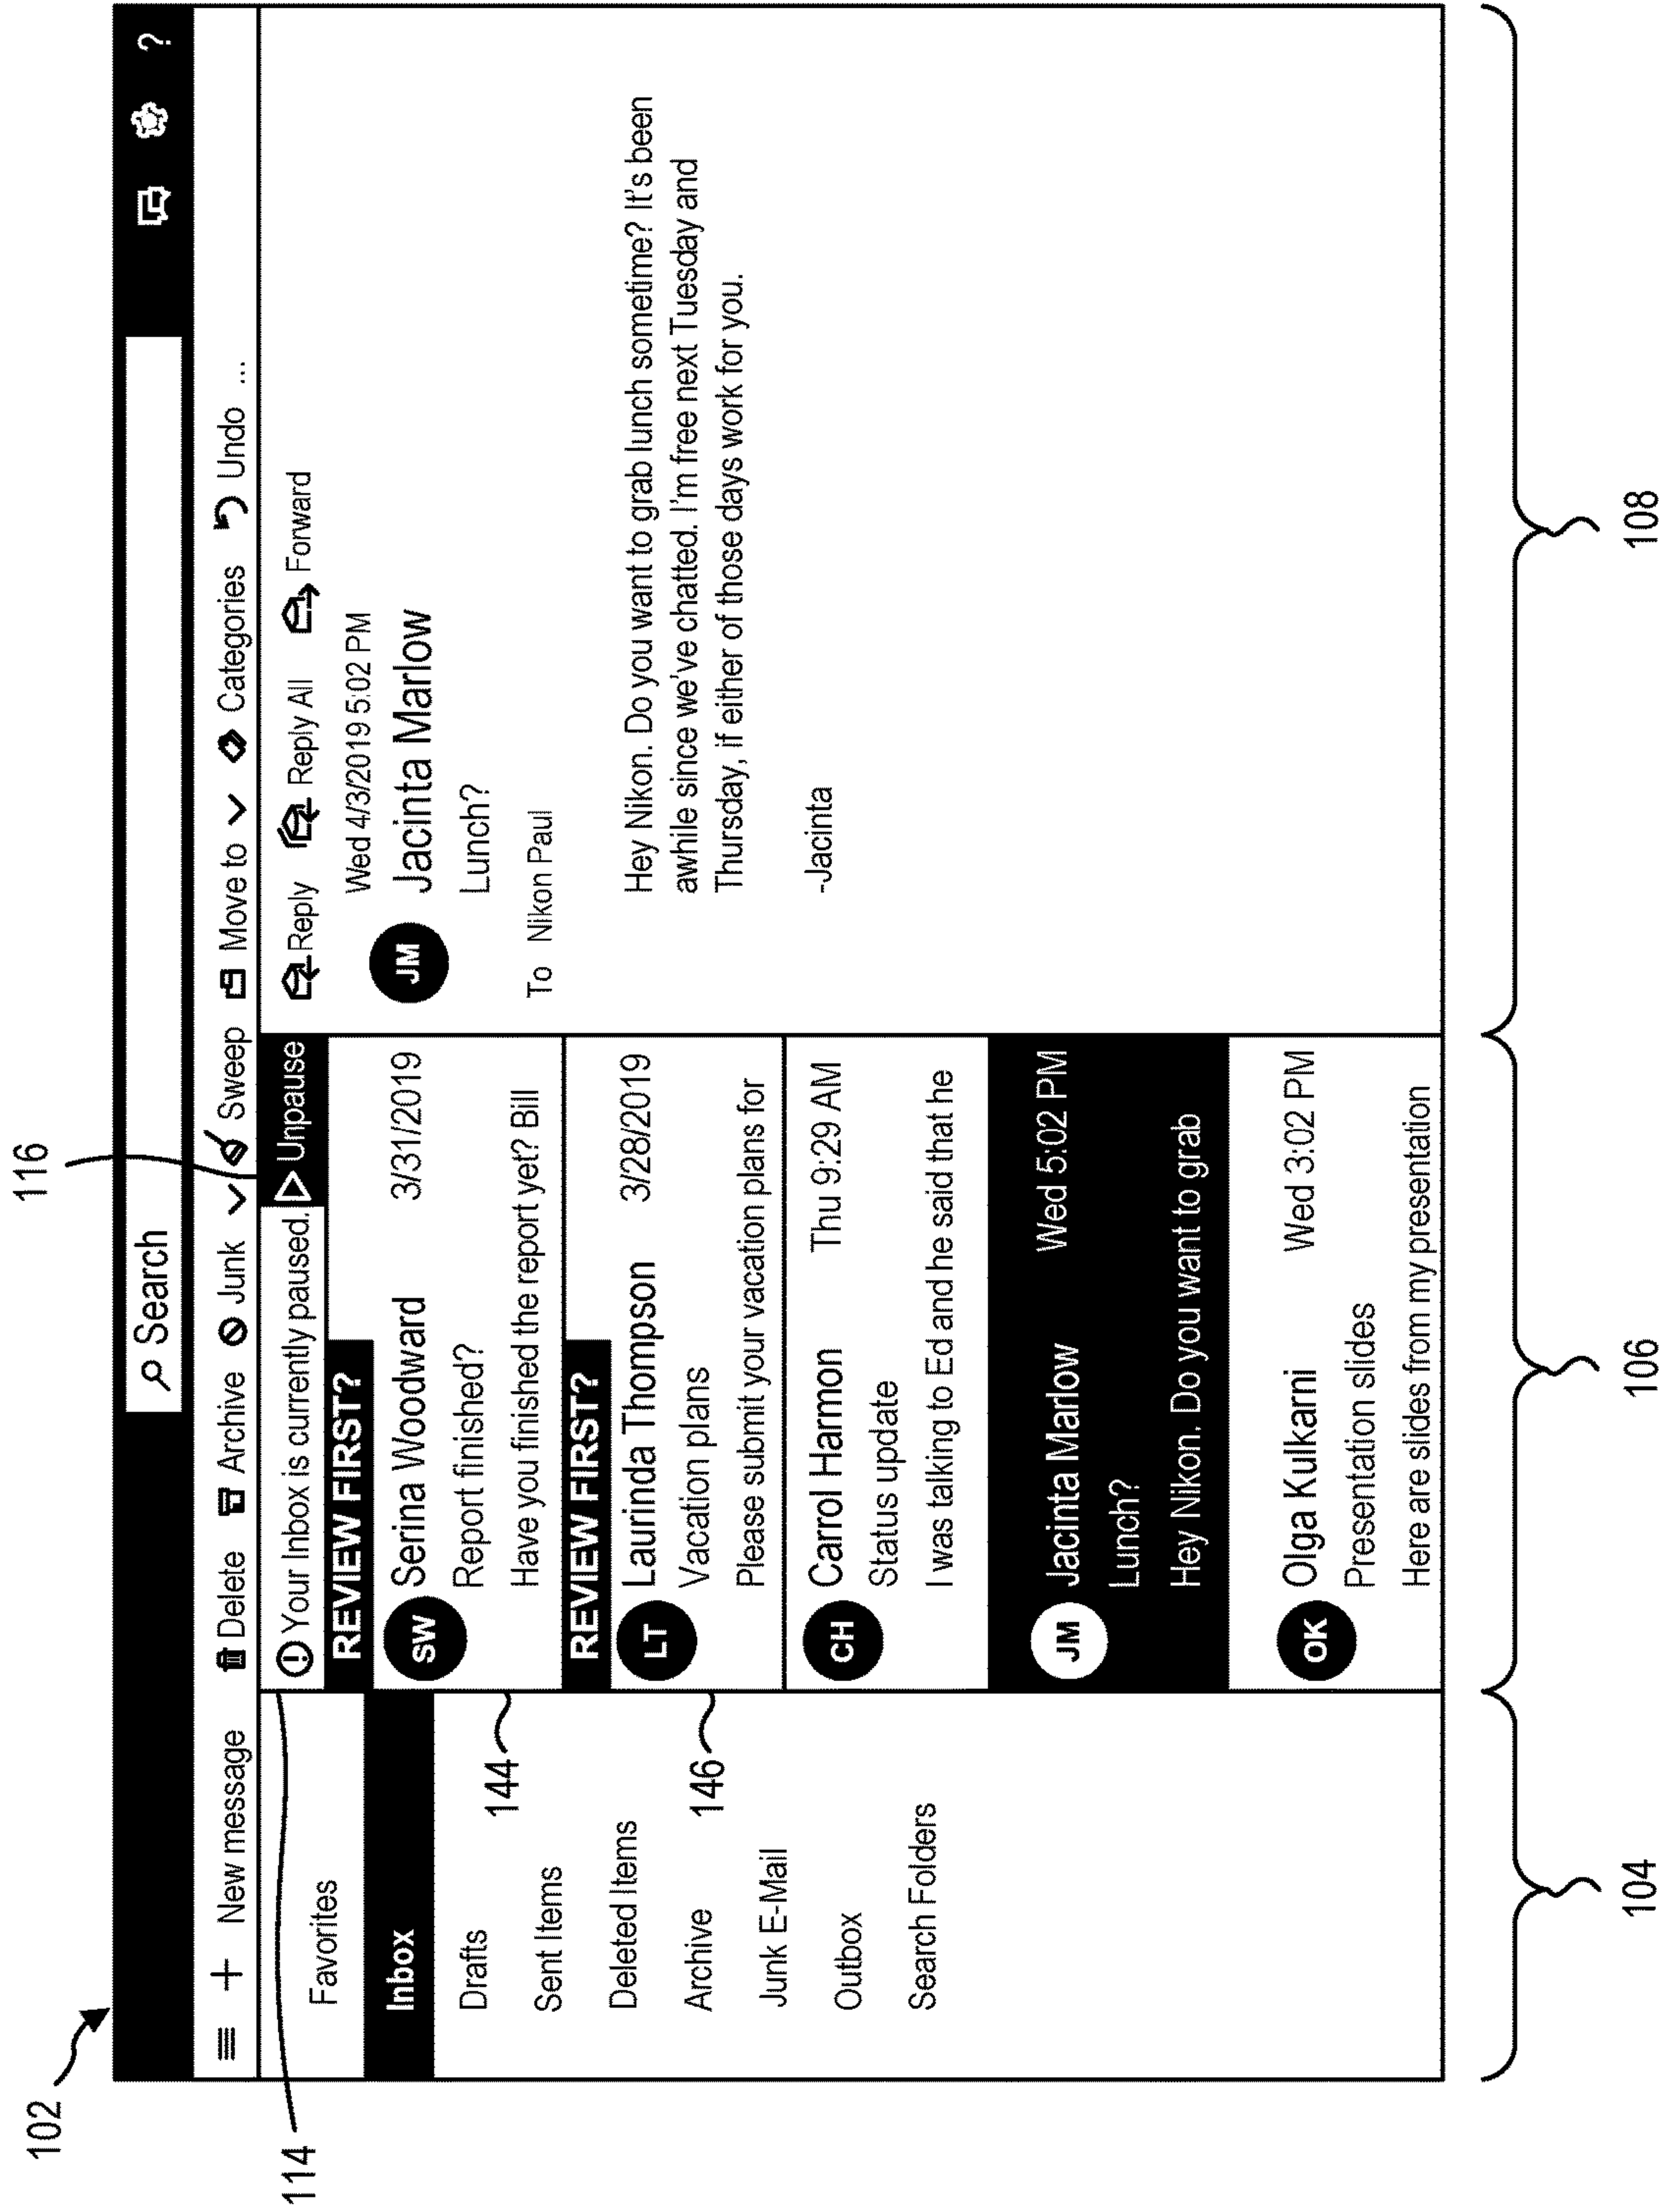 102
116
Search
?
New message
Delete
Archive
Junk
Sweep
Move to
Categories
Undo
...
114
Favorites
Inbox
Drafts
Sent Items
Deleted Items
Archive
Junk E-Mail
Outbox
Search Folders
Your Inbox is currently paused.
Unpause
REVIEW FIRST?
SW
Serina Woodward
3/31/2019
Report finished?
Have you finished the report yet? Bill
144
REVIEW FIRST?
LT
Laurinda Thompson
3/28/2019
Vacation plans
Please submit your vacation plans for
146
CH
Carrol Harmon
Thu 9:29 AM
Status update
I was talking to Ed and he said that he
JM
Jacinta Marlow
Wed 5:02 PM
Lunch?
Hey Nikon. Do you want to grab
OK
Olga Kulkarni
Wed 3:02 PM
Presentation slides
Here are slides from my presentation
Reply
Reply All
Forward
Wed 4/3/2019 5:02 PM
JM
Jacinta Marlow
Lunch?
To Nikon Paul
Hey Nikon. Do you want to grab lunch sometime? It's been
awhile since we've chatted. I'm free next Tuesday and
Thursday, if either of those days work for you.
-Jacinta
104
106
108